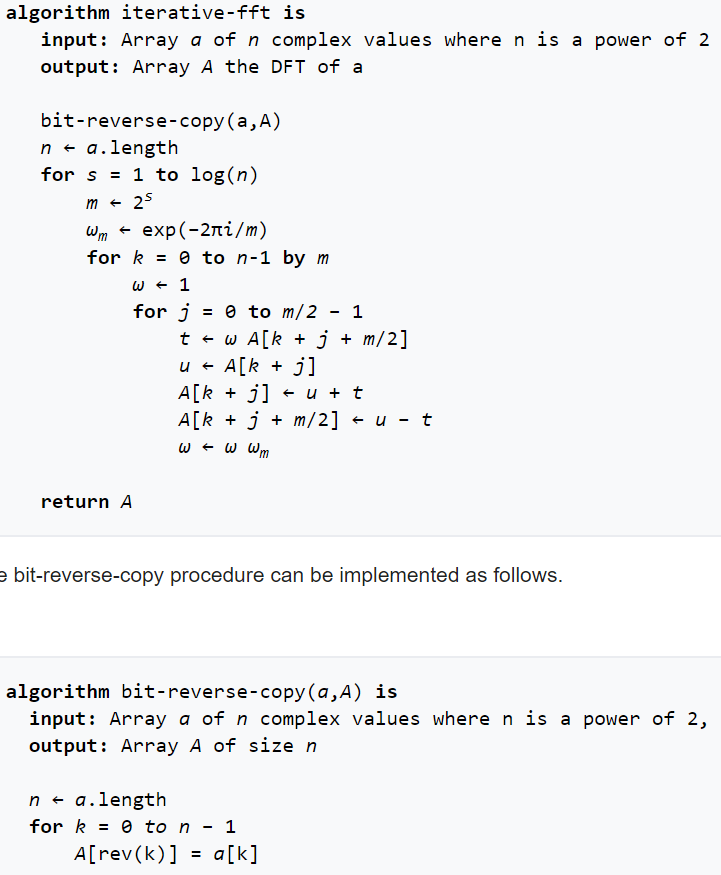 algorithm iterative-fft is
input: Array a of n complex values where n is a power of 2
output: Array A the DFT of a
bit-reverse-copy(a,A)
n ← a.length
for s = 1 to log(n)
m ← 2ˢ
ωₘ ← exp(−2πi/m)
for k = 0 to n-1 by m
ω ← 1
for j = 0 to m/2 − 1
t ← ω A[k + j + m/2]
u ← A[k + j]
A[k + j] ← u + t
A[k + j + m/2] ← u − t
ω ← ω ωₘ
return A
e bit-reverse-copy procedure can be implemented as follows.
algorithm bit-reverse-copy(a,A) is
input: Array a of n complex values where n is a power of 2,
output: Array A of size n
n ← a.length
for k = 0 to n − 1
A[rev(k)] = a[k]